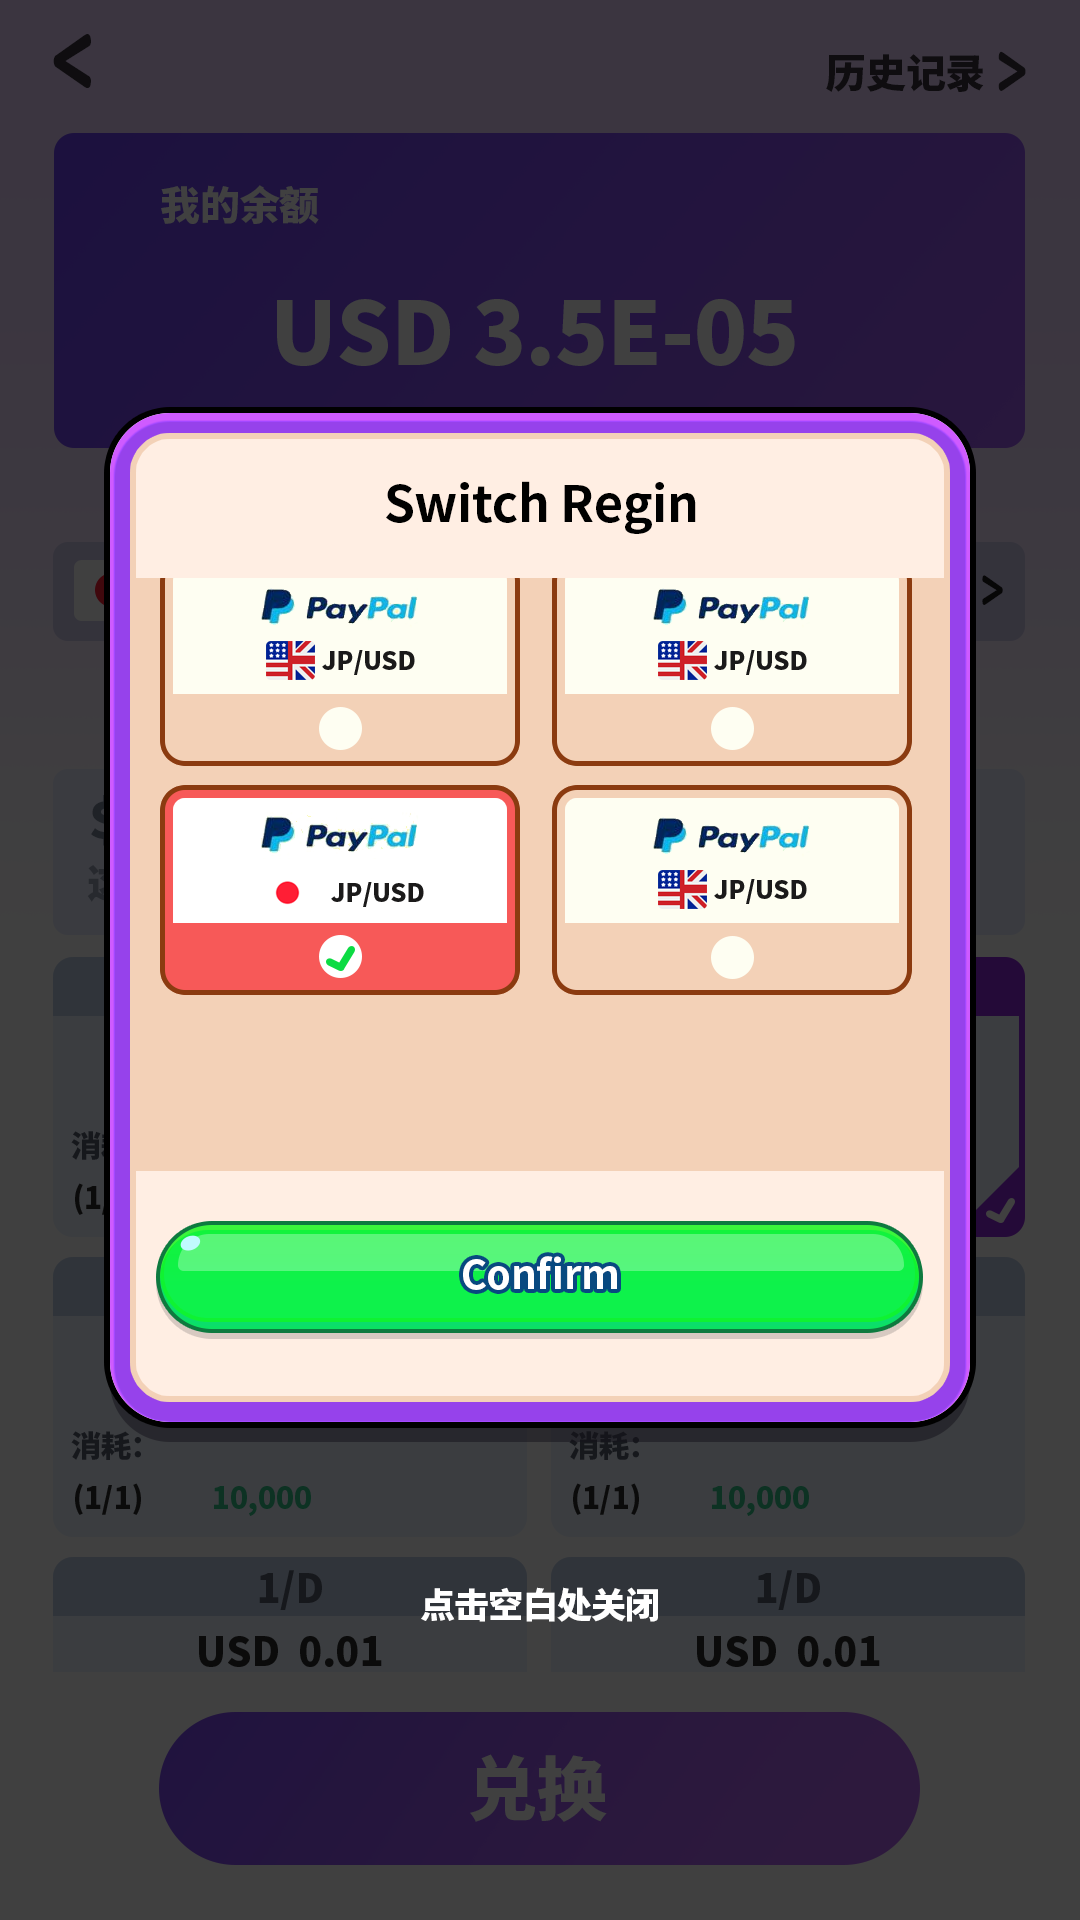 历史记录
我的余额
USD 3.5E-05
Switch Regin
PayPal
PayPal
JP/USD
JP/USD
PayPal
PayPal
JP/USD
JP/USD
Confirm
消耗:
消耗:
(1/1) 10,000
(1/1) 10,000
1/D
1/D
点击空白处关闭
USD 0.01
USD 0.01
兑换